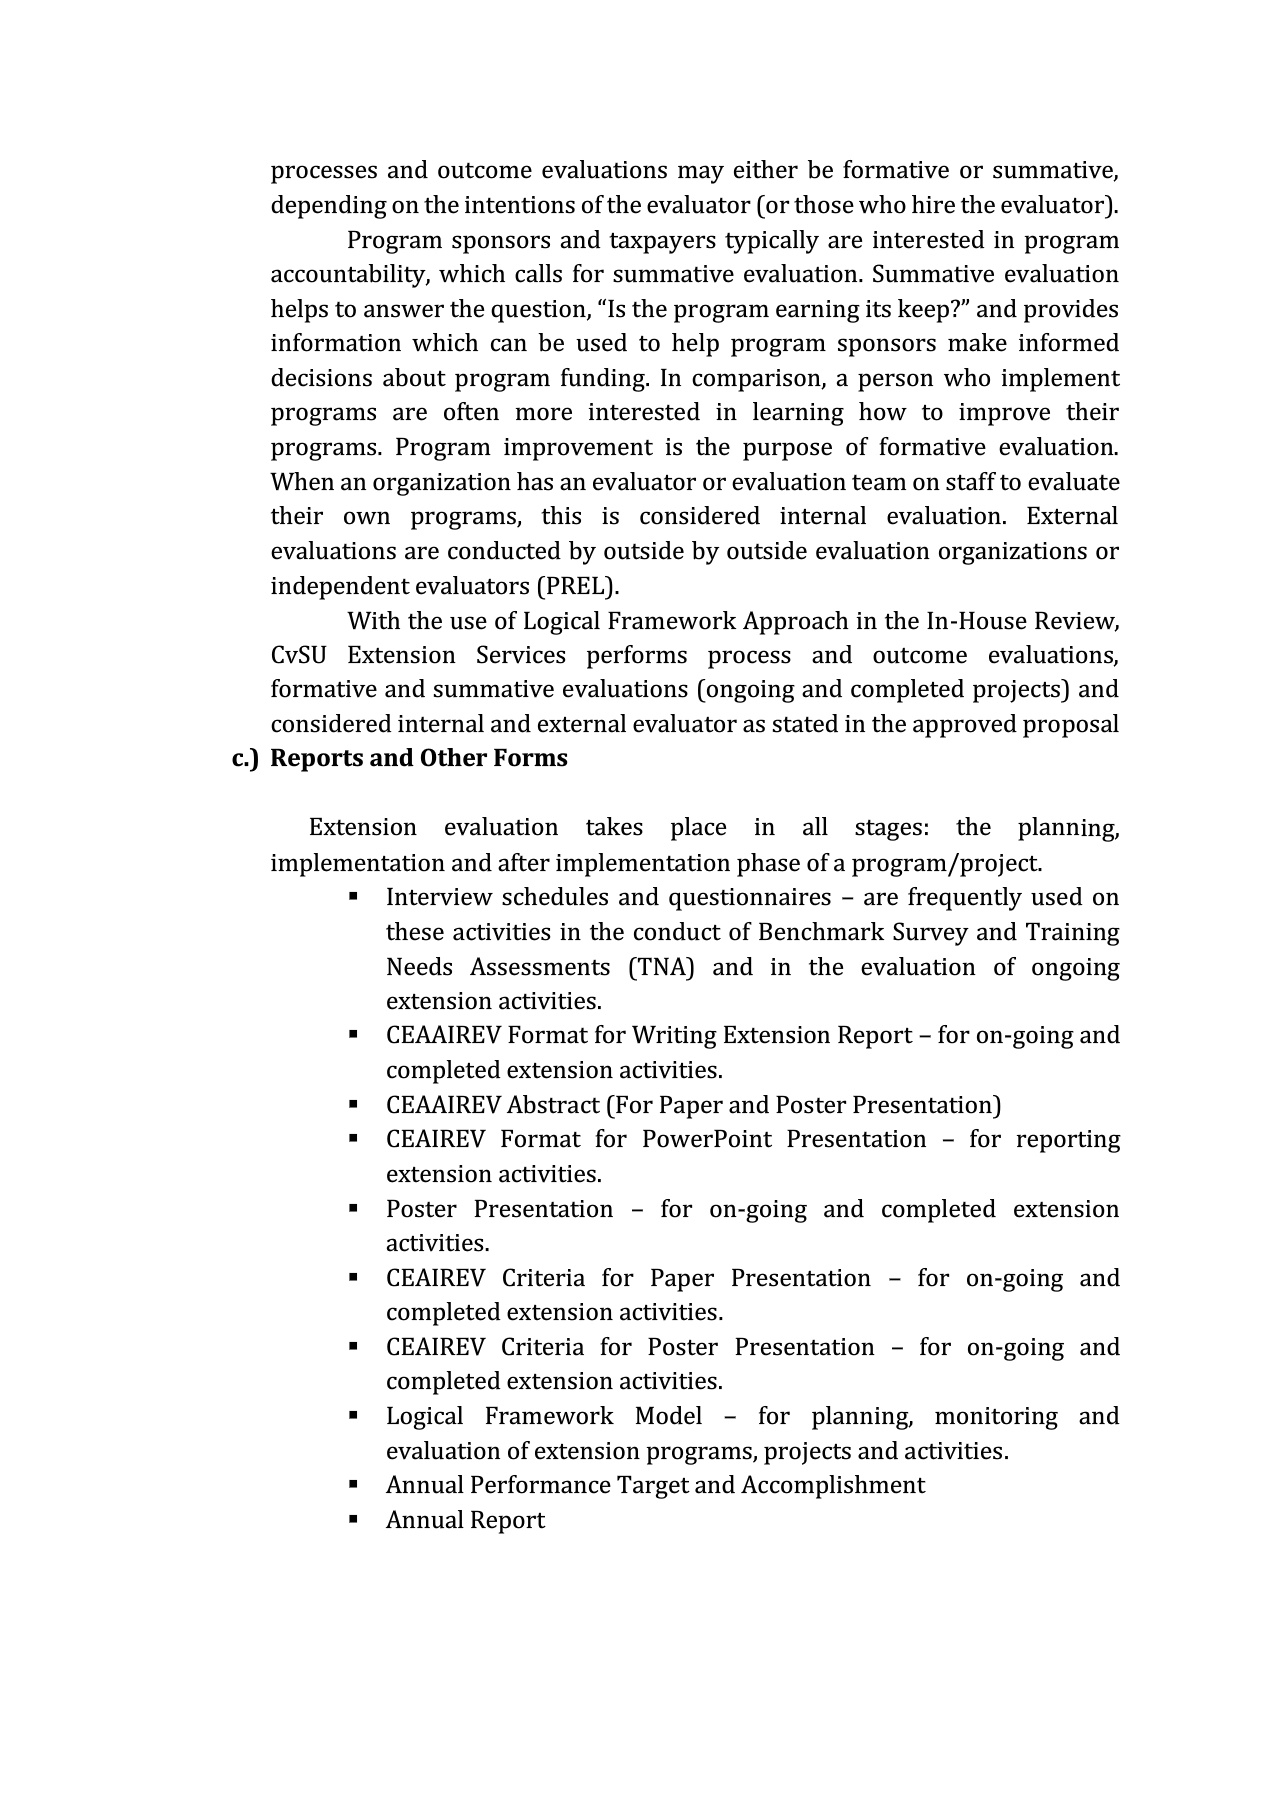 processes and outcome evaluations may either be formative or summative,
depending on the intentions of the evaluator (or those who hire the evaluator).
Program sponsors and taxpayers typically are interested in program
accountability, which calls for summative evaluation. Summative evaluation
helps to answer the question, “Is the program earning its keep?” and provides
information which can be used to help program sponsors make informed
decisions about program funding. In comparison, a person who implement
programs are often more interested in learning how to improve their
programs. Program improvement is the purpose of formative evaluation.
When an organization has an evaluator or evaluation team on staff to evaluate
their own programs, this is considered internal evaluation. External
evaluations are conducted by outside by outside evaluation organizations or
independent evaluators (PREL).
With the use of Logical Framework Approach in the In-House Review,
CvSU Extension Services performs process and outcome evaluations,
formative and summative evaluations (ongoing and completed projects) and
considered internal and external evaluator as stated in the approved proposal
c.) Reports and Other Forms
Extension evaluation takes place in all stages: the planning,
implementation and after implementation phase of a program/project.
▪ Interview schedules and questionnaires – are frequently used on
these activities in the conduct of Benchmark Survey and Training
Needs Assessments (TNA) and in the evaluation of ongoing
extension activities.
▪ CEAAIREV Format for Writing Extension Report – for on-going and
completed extension activities.
▪ CEAAIREV Abstract (For Paper and Poster Presentation)
▪ CEAIREV Format for PowerPoint Presentation – for reporting
extension activities.
▪ Poster Presentation – for on-going and completed extension
activities.
▪ CEAIREV Criteria for Paper Presentation – for on-going and
completed extension activities.
▪ CEAIREV Criteria for Poster Presentation – for on-going and
completed extension activities.
▪ Logical Framework Model – for planning, monitoring and
evaluation of extension programs, projects and activities.
▪ Annual Performance Target and Accomplishment
▪ Annual Report